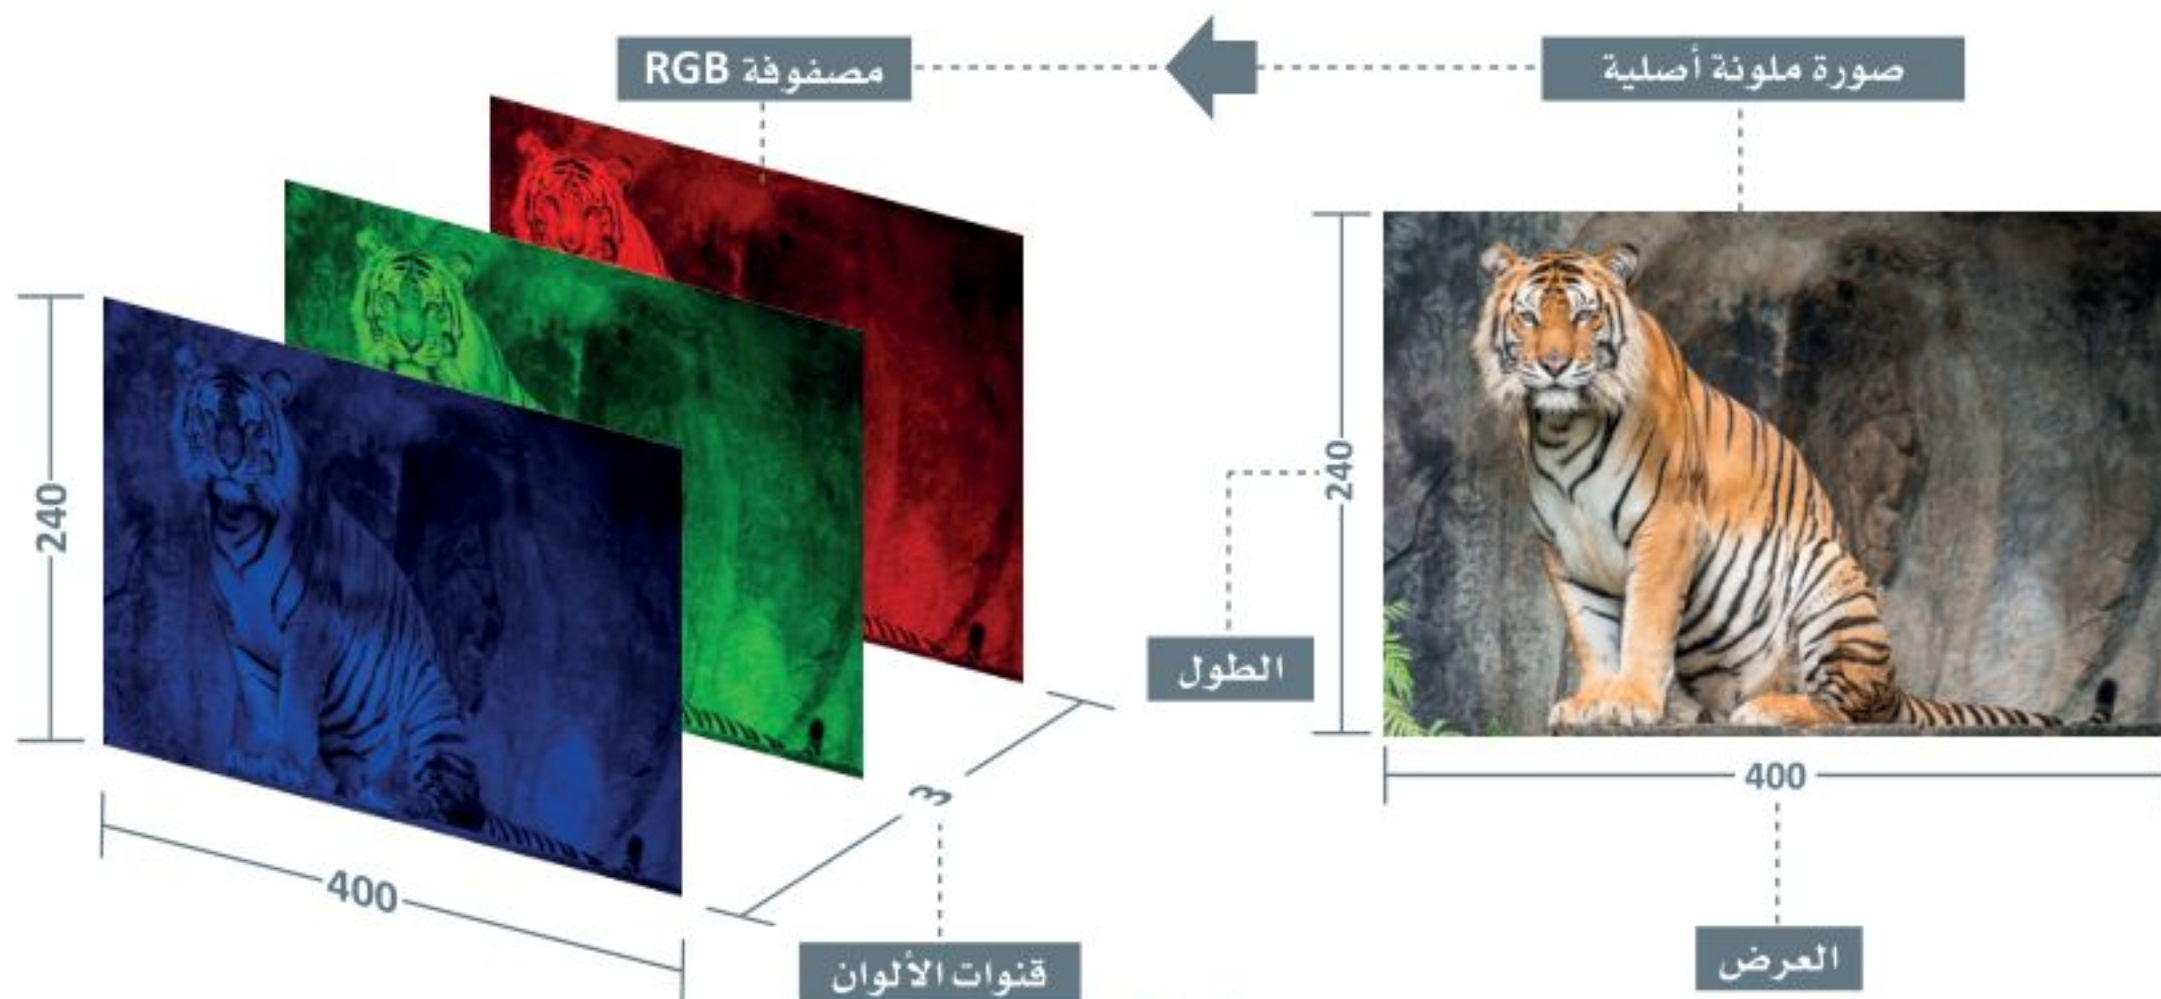 صورة ملونة أصلية
مصفوفة RGB
240
240
الطول
400
3
400
العرض
قنوات الألوان